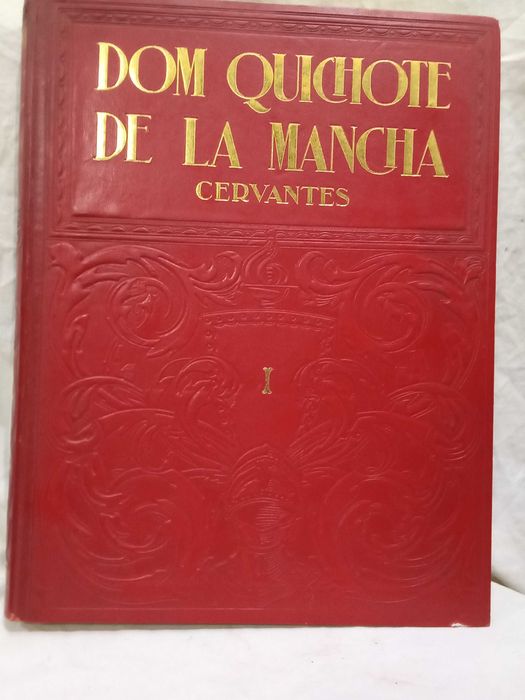 DOM QUICHOTE
DE LA MANCHA
CERVANTES
I